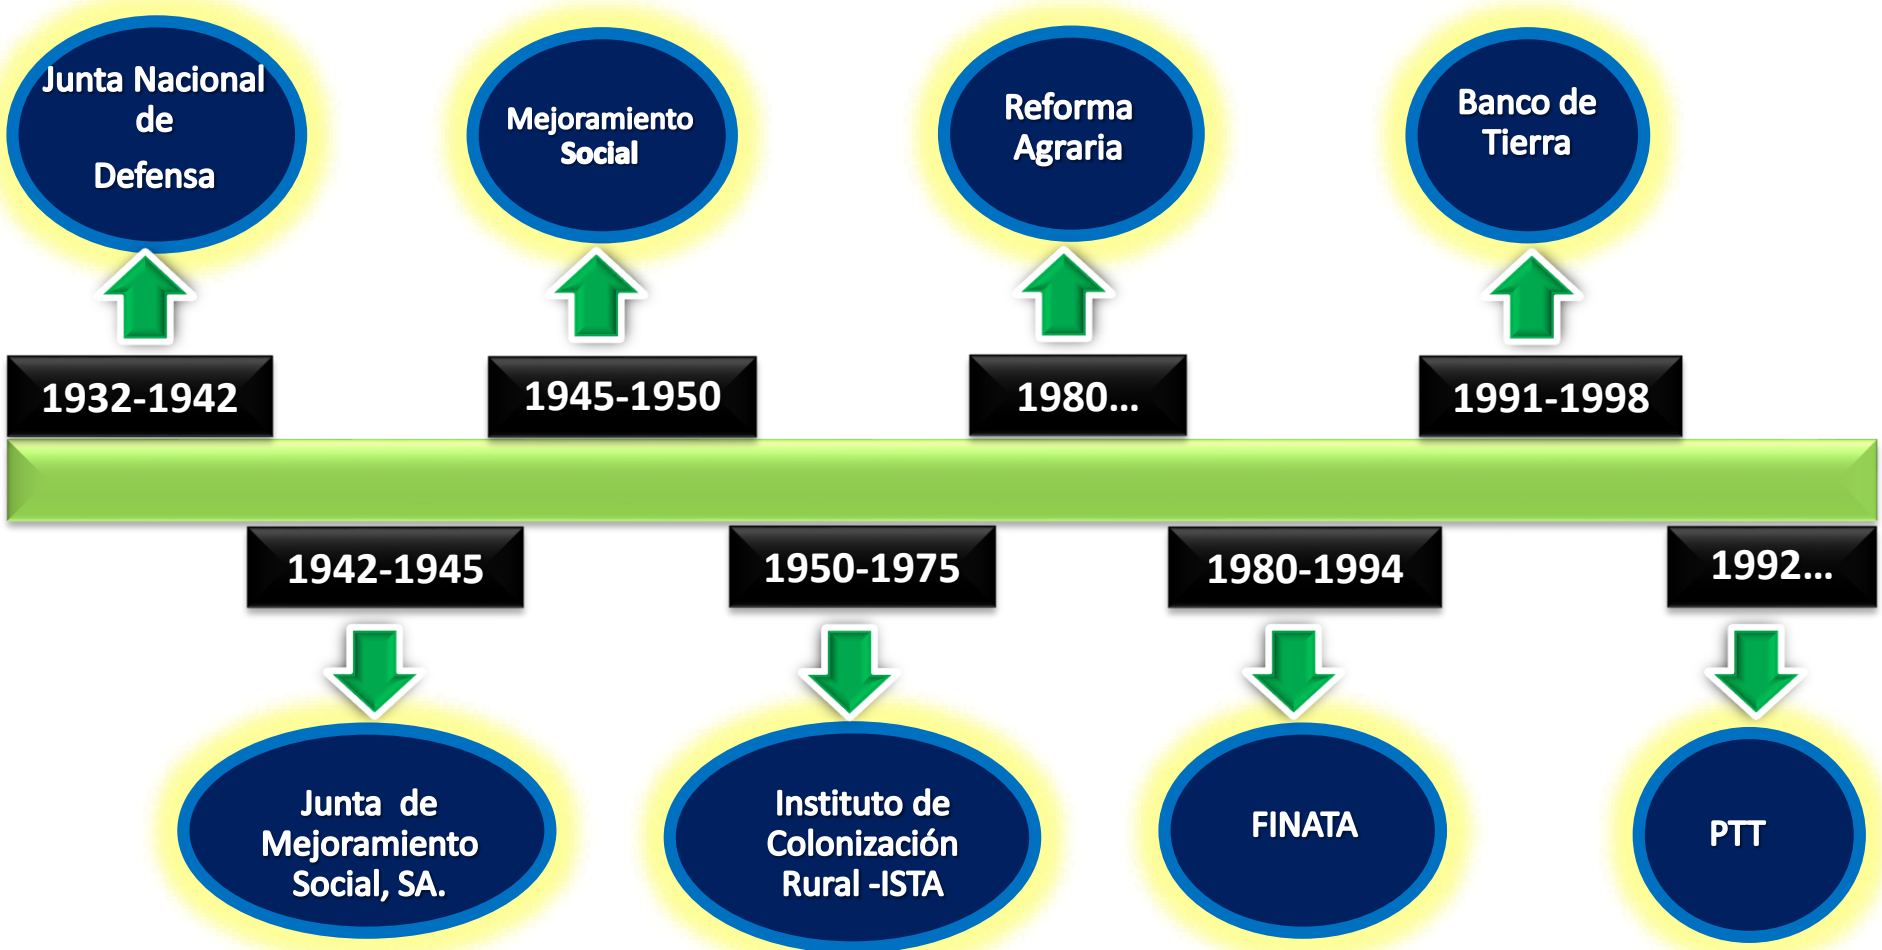 Junta Nacional
de
Defensa
Mejoramiento
Social
Reforma
Agraria
Banco de
Tierra
1932-1942
1945-1950
1980...
1991-1998
1942-1945
1950-1975
1980-1994
1992...
Junta de
Mejoramiento
Social, SA.
Instituto de
Colonización
Rural -ISTA
FINATA
PTT